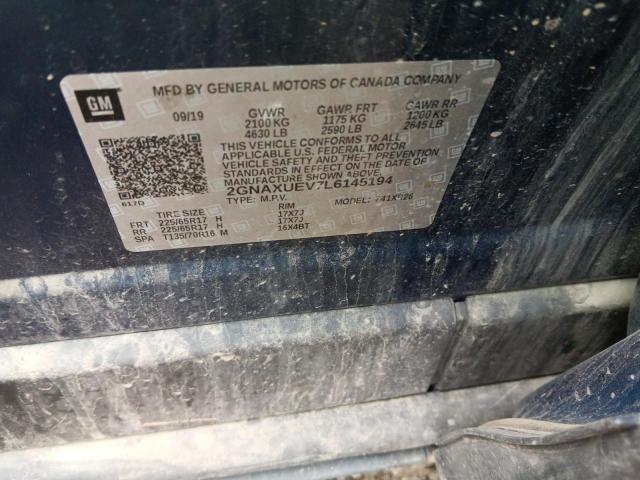 MFD BY GENERAL MOTORS OF CANADA COMPANY
GM
09/19 GVWR GAWR FRT GAWR RR
2100 KG 1175 KG 1200 KG
4630 LB 2590 LB 2645 LB
THIS VEHICLE CONFORMS TO ALL
APPLICABLE U.S. FEDERAL MOTOR
VEHICLE SAFETY AND THEFT PREVENTION
STANDARDS IN EFFECT ON THE DATE OF
MANUFACTURE SHOWN ABOVE.
2GNAXUEV7L6145194
TYPE: M.P.V. MODEL:
TIRE SIZE RIM
FRT 225/65R17 H 17X7J
RR 225/65R17 H 17X7J
SPA T135/70R16 M 16X4BT